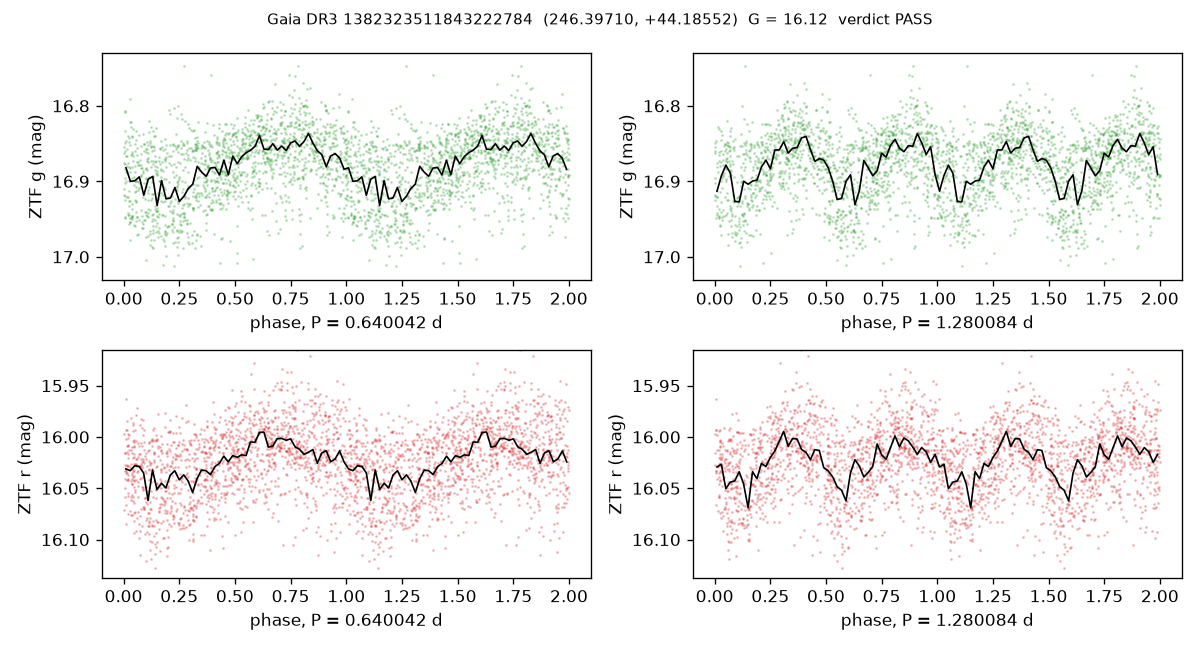 Gaia DR3 1382323511843222784 (246.39710, +44.18552) G = 16.12 verdict PASS
ZTF g (mag)
16.8
16.9
17.0
0.00 0.25 0.50 0.75 1.00 1.25 1.50 1.75 2.00
phase, P = 0.640042 d
ZTF g (mag)
16.8
16.9
17.0
0.00 0.25 0.50 0.75 1.00 1.25 1.50 1.75 2.00
phase, P = 1.280084 d
ZTF r (mag)
15.95
16.00
16.05
16.10
0.00 0.25 0.50 0.75 1.00 1.25 1.50 1.75 2.00
phase, P = 0.640042 d
ZTF r (mag)
15.95
16.00
16.05
16.10
0.00 0.25 0.50 0.75 1.00 1.25 1.50 1.75 2.00
phase, P = 1.280084 d